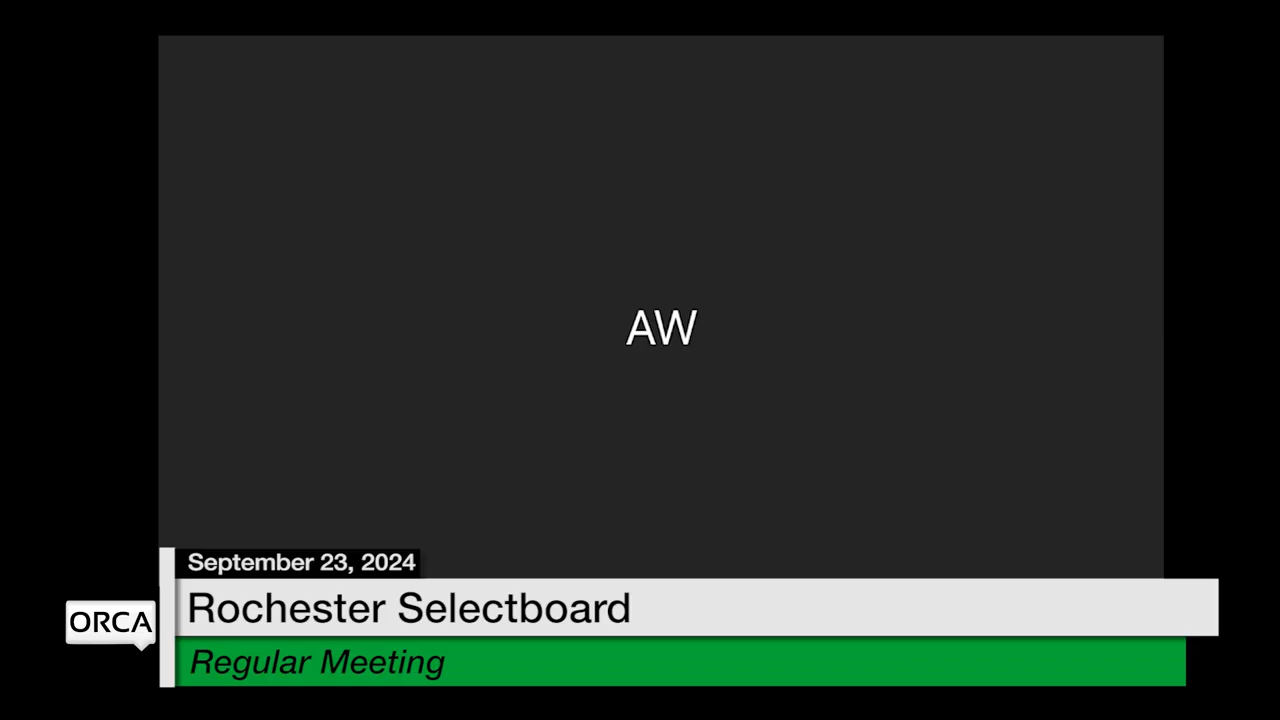 AW
September 23, 2024
Rochester Selectboard
ORCA
Regular Meeting